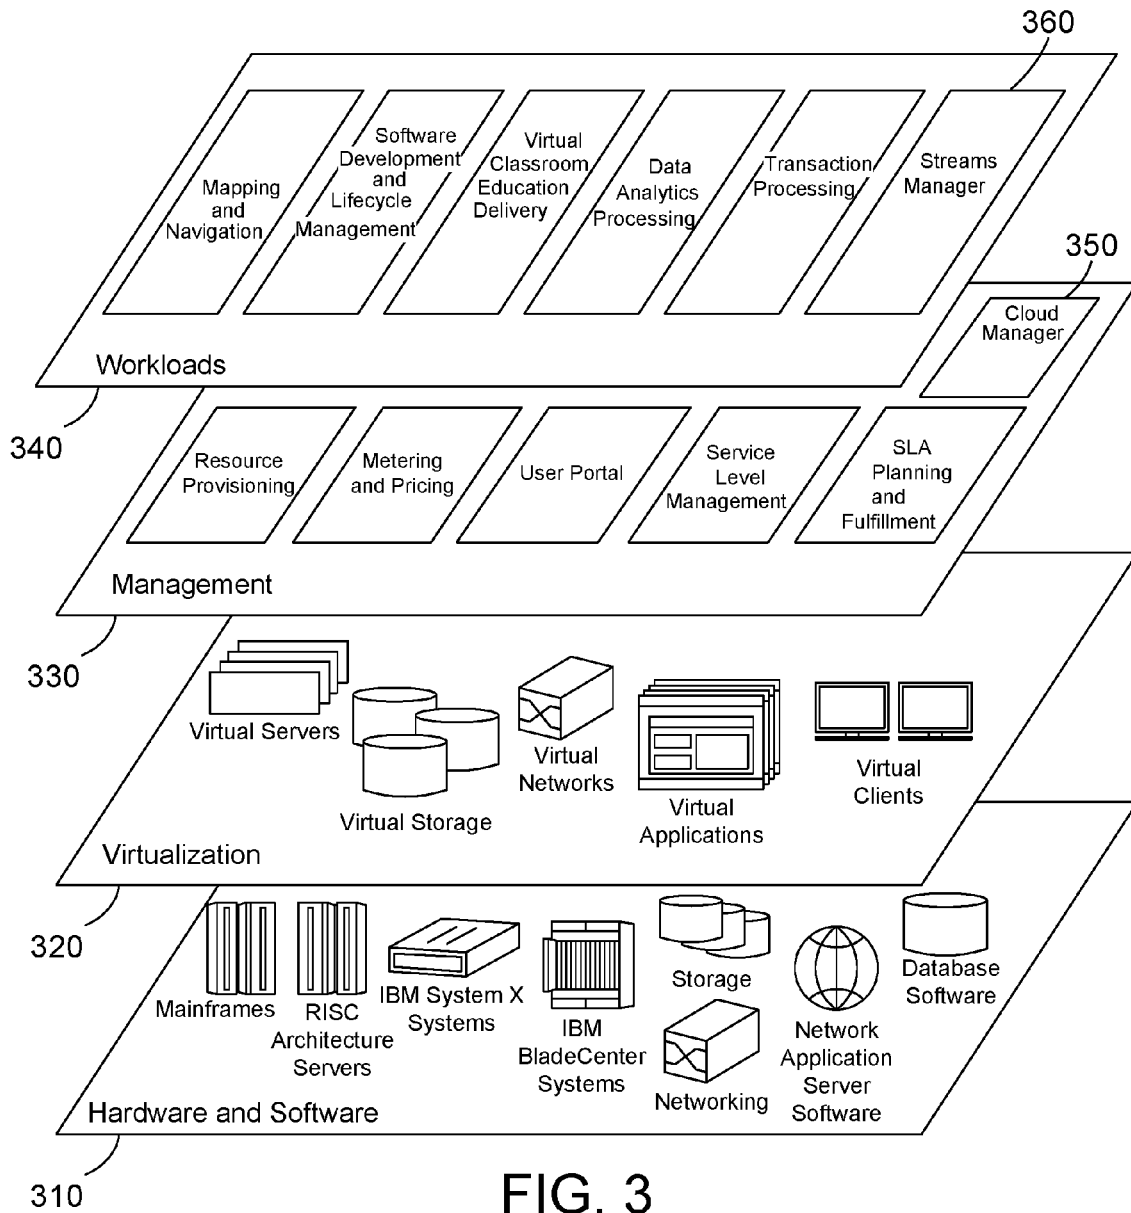 360
Mapping
and
Navigation
Software
Development
and
Lifecycle
Management
Virtual
Classroom
Education
Delivery
Data
Analytics
Processing
Transaction
Processing
Streams
Manager
Workloads
340
350
Cloud
Manager
Resource
Provisioning
Metering
and Pricing
User Portal
Service
Level
Management
SLA
Planning
and
Fulfillment
Management
330
Virtual Servers
Virtual Storage
Virtual
Networks
Virtual
Applications
Virtual
Clients
Virtualization
320
Mainframes
RISC
Architecture
Servers
IBM System X
Systems
IBM
BladeCenter
Systems
Storage
Networking
Network
Application
Server
Software
Database
Software
Hardware and Software
310
FIG. 3